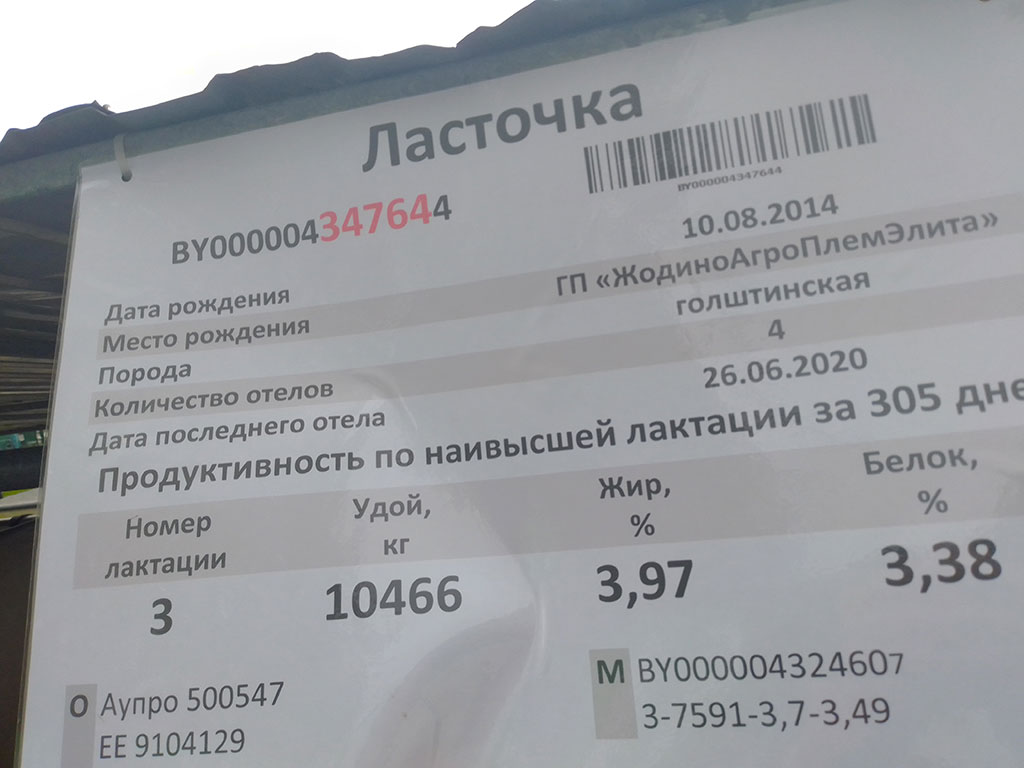 Ласточка
BY000004347644
BY000004347644
Дата рождения 10.08.2014
Место рождения ГП «ЖодиноАгроПлемЭлита»
Порода голштинская
Количество отелов 4
Дата последнего отела 26.06.2020
Продуктивность по наивысшей лактации за 305 дне
Номер лактации Удой, кг Жир, % Белок, %
3 10466 3,97 3,38
О Аупро 500547 М BY000004324607
ЕЕ 9104129 3-7591-3,7-3,49